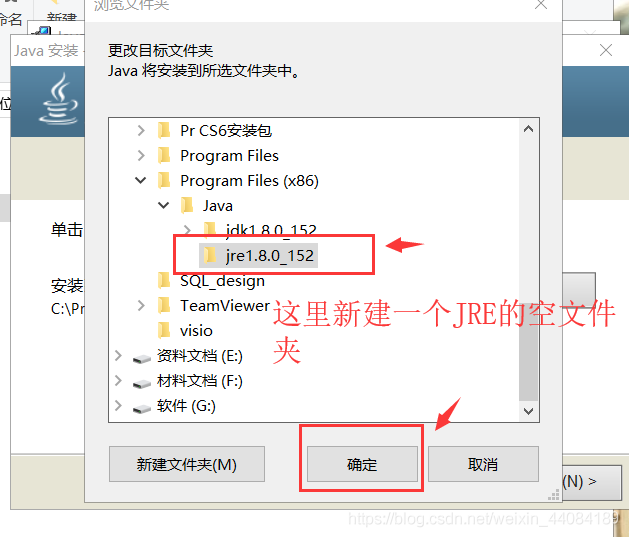 浏览文件夹
命名
新建
Java 安装 -
更改目标文件夹
Java 将安装到所选文件夹中。
位
Pr CS6安装包
Program Files
Program Files (x86)
Java
jdk1.8.0_152
单击
jre1.8.0_152
安装
SQL_design
C:\Pr
TeamViewer
这里新建一个JRE的空文件
夹
visio
资料文档 (E:)
材料文档 (F:)
软件 (G:)
新建文件夹(M)
确定
取消
(N) >
https://blog.csdn.net/weixin_44084189